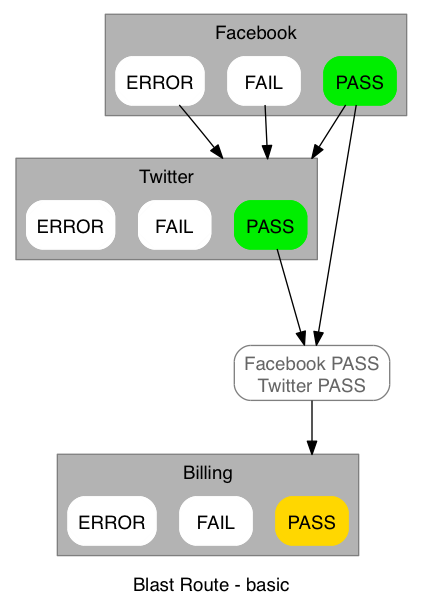 Facebook
ERROR FAIL PASS
Twitter
ERROR FAIL PASS
Facebook PASS
Twitter PASS
Billing
ERROR FAIL PASS
Blast Route - basic